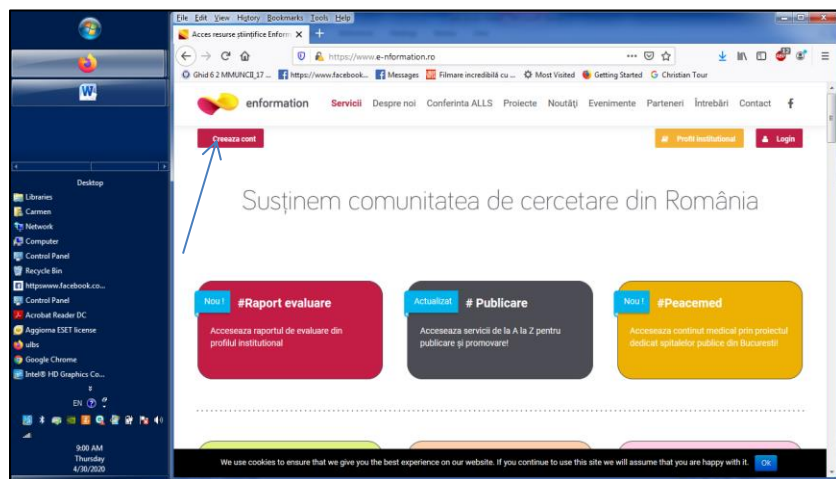 File Edit View History Bookmarks Tools Help
Acces resurse științifice Enform
https://www.e-nformation.ro
Ghid 6 2 MMUNCII_17 ... https://www.facebook... Messages Filmare incredibilă cu ... Most Visited Getting Started Christian Tour
enformation Servicii Despre noi Conferinta ALLS Proiecte Noutăți Evenimente Parteneri Întrebări Contact f
Creeaza cont Profil institutional Login
Susținem comunitatea de cercetare din România
Nou ! #Raport evaluare
Acceseaza raportul de evaluare din
profilul institutional
Actualizat # Publicare
Acceseaza servicii de la A la Z pentru
publicare și promovare!
Nou ! #Peacemed
Acceseaza continut medical prin proiectul
dedicat spitalelor publice din Bucuresti!
We use cookies to ensure that we give you the best experience on our website. If you continue to use this site we will assume that you are happy with it. Ok
Desktop
Libraries
Carmen
Network
Computer
Control Panel
Recycle Bin
httpswww.facebook.co...
Control Panel
Acrobat Reader DC
Aggioma ESET license
ulbs
Google Chrome
Intel® HD Graphics Co...
EN
9:00 AM
Thursday
4/30/2020